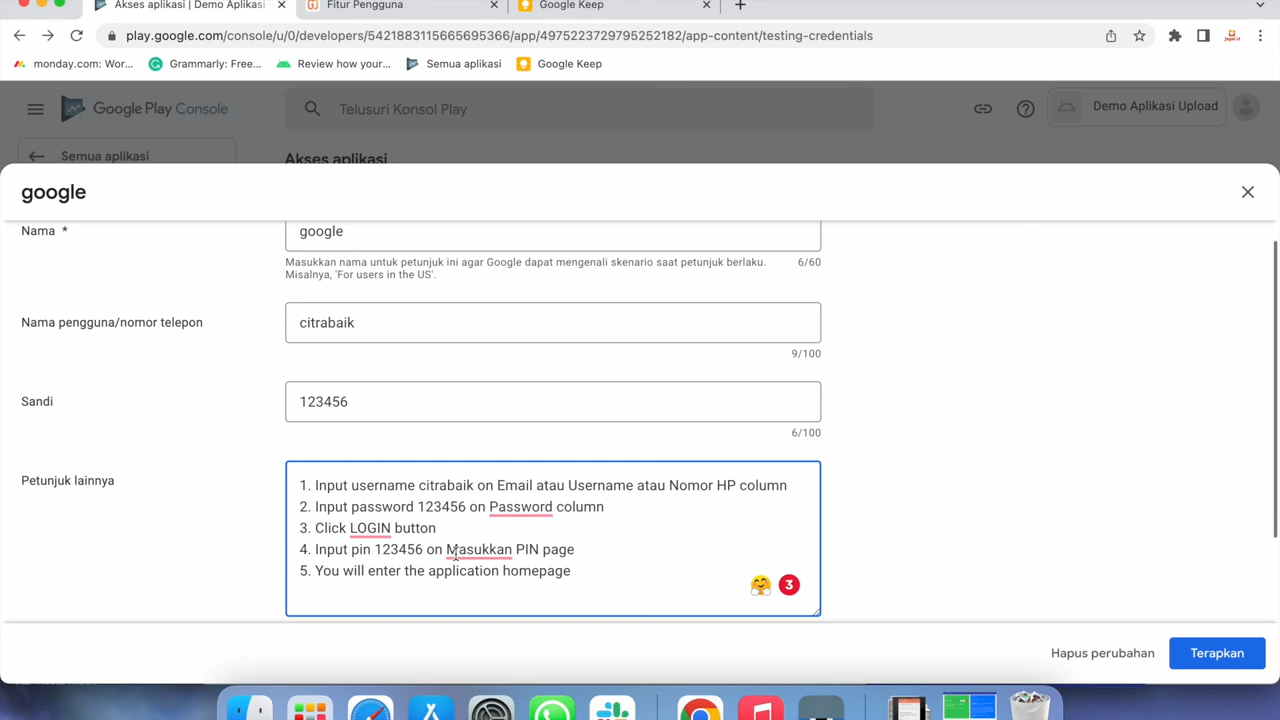 Akses aplikasi | Demo Aplikasi
Fitur Pengguna
Google Keep
play.google.com/console/u/0/developers/5421883115665695366/app/4975223729795252182/app-content/testing-credentials
monday.com: Wor...
Grammarly: Free...
Review how your...
Semua aplikasi
Google Keep
Google Play Console
Telusuri Konsol Play
Demo Aplikasi Upload
Semua aplikasi
Akses aplikasi
google
Nama *
google
Masukkan nama untuk petunjuk ini agar Google dapat mengenali skenario saat petunjuk berlaku.
6/60
Misalnya, 'For users in the US'.
Nama pengguna/nomor telepon
citrabaik
9/100
Sandi
123456
6/100
Petunjuk lainnya
1. Input username citrabaik on Email atau Username atau Nomor HP column
2. Input password 123456 on Password column
3. Click LOGIN button
4. Input pin 123456 on Masukkan PIN page
5. You will enter the application homepage
3
Hapus perubahan
Terapkan